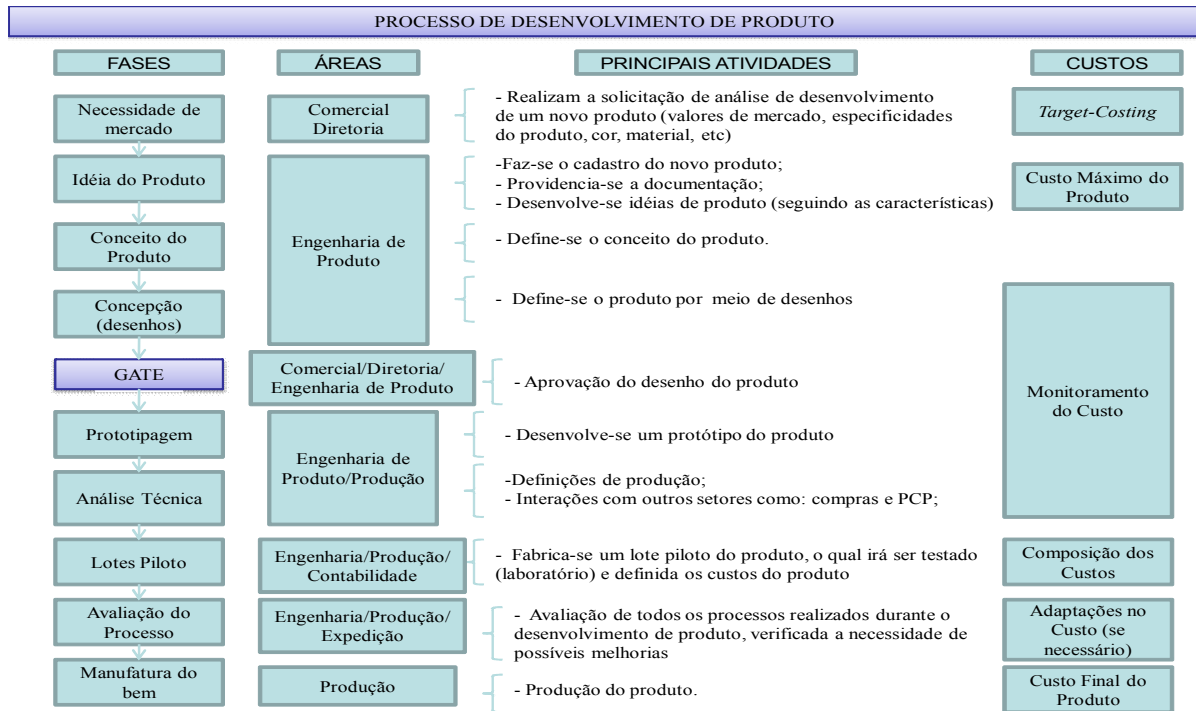 PROCESSO DE DESENVOLVIMENTO DE PRODUTO
FASES
ÁREAS
PRINCIPAIS ATIVIDADES
CUSTOS
Necessidade de
mercado
Comercial
Diretoria
- Realizam a solicitação de análise de desenvolvimento
de um novo produto (valores de mercado, especificidades
do produto, cor, material, etc)
Target-Costing
Idéia do Produto
Engenharia de
Produto
-Faz-se o cadastro do novo produto;
- Providencia-se a documentação;
- Desenvolve-se idéias de produto (seguindo as características)
Custo Máximo do
Produto
Conceito do
Produto
- Define-se o conceito do produto.
Concepção
(desenhos)
- Define-se o produto por meio de desenhos
Monitoramento
do Custo
GATE
Comercial/Diretoria/
Engenharia de Produto
- Aprovação do desenho do produto
Prototipagem
Engenharia de
Produto/Produção
- Desenvolve-se um protótipo do produto
Análise Técnica
-Definições de produção;
- Interações com outros setores como: compras e PCP;
Lotes Piloto
Engenharia/Produção/
Contabilidade
- Fabrica-se um lote piloto do produto, o qual irá ser testado
(laboratório) e definida os custos do produto
Composição dos
Custos
Avaliação do
Processo
Engenharia/Produção/
Expedição
- Avaliação de todos os processos realizados durante o
desenvolvimento de produto, verificada a necessidade de
possíveis melhorias
Adaptações no
Custo (se
necessário)
Manufatura do
bem
Produção
- Produção do produto.
Custo Final do
Produto